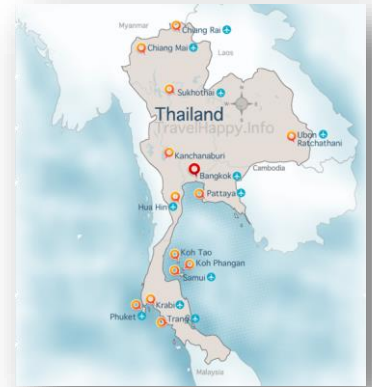 Myanmar
Chiang Rai
Chiang Mai
Laos
Sukhothai
Thailand
TravelHappy.Info
Ubon
Ratchathani
Kanchanaburi
Bangkok
Cambodia
Pattaya
Hua Hin
Koh Tao
Koh Phangan
Samui
Krabi
Phuket
Trang
Malaysia